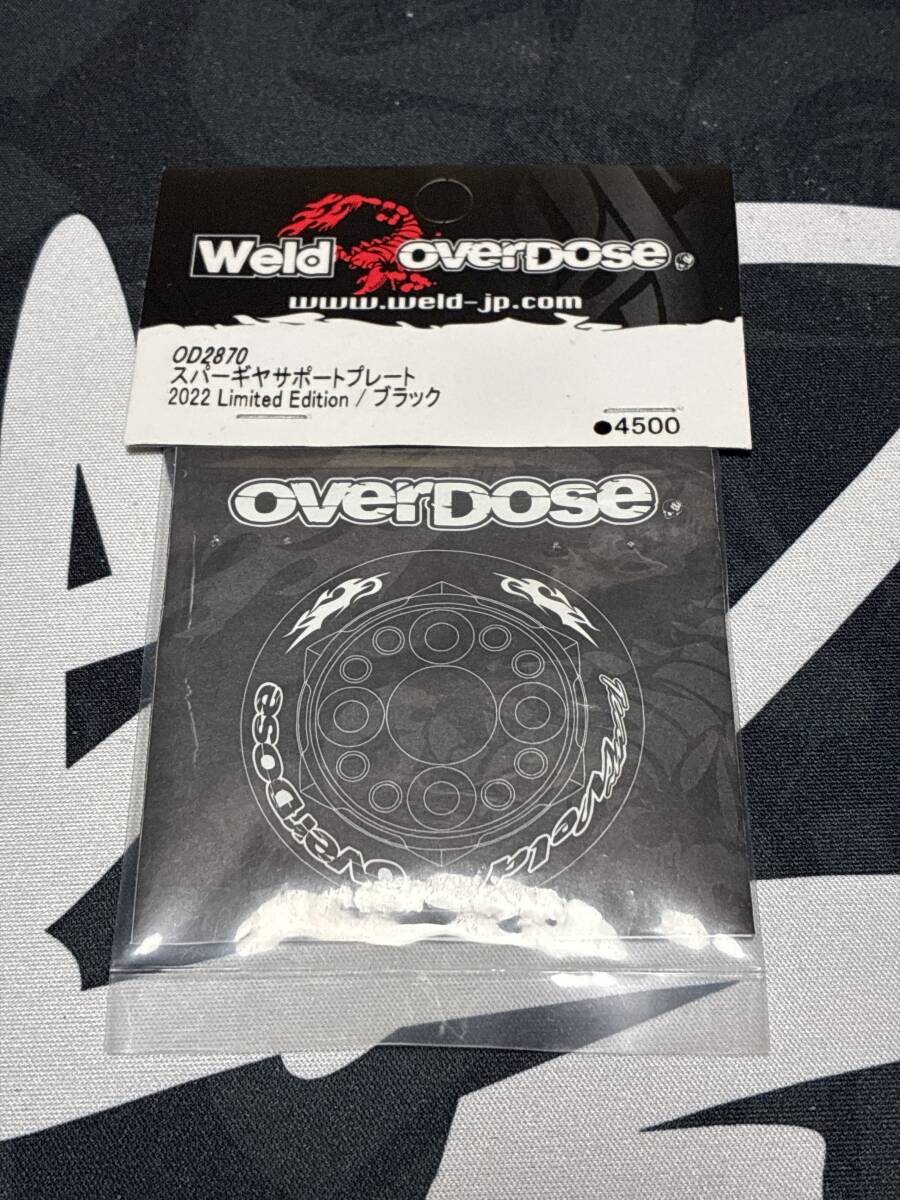 Weld OVERDOSE.
www.weld-jp.com
OD2870
スパーギヤサポートプレート
2022 Limited Edition / ブラック
●4500
OVERDOSE.
OVERDOSE